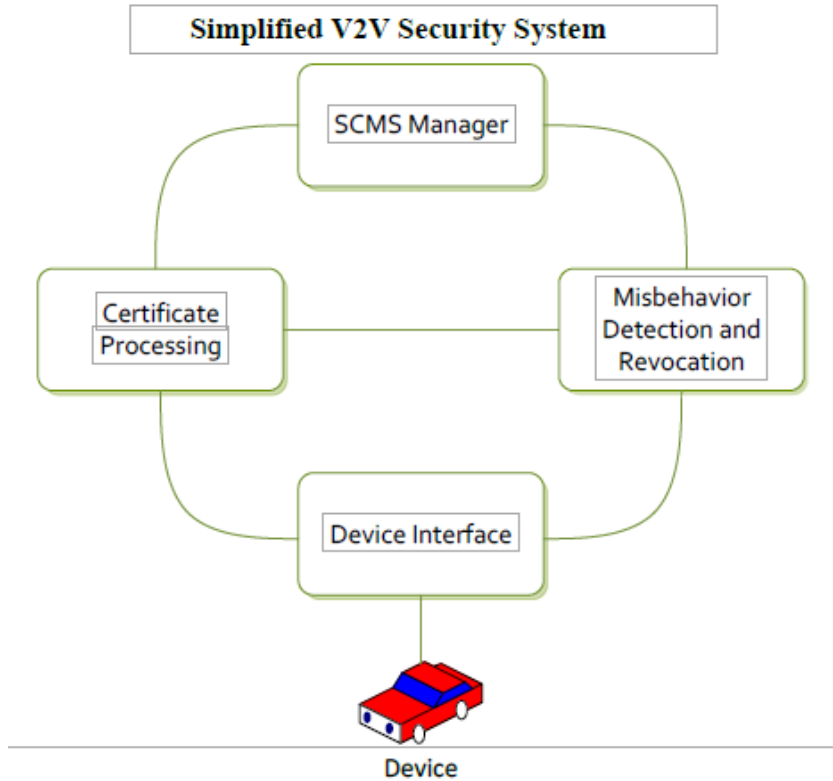 Simplified V2V Security System
SCMS Manager
Certificate
Processing
Misbehavior
Detection and
Revocation
Device Interface
Device